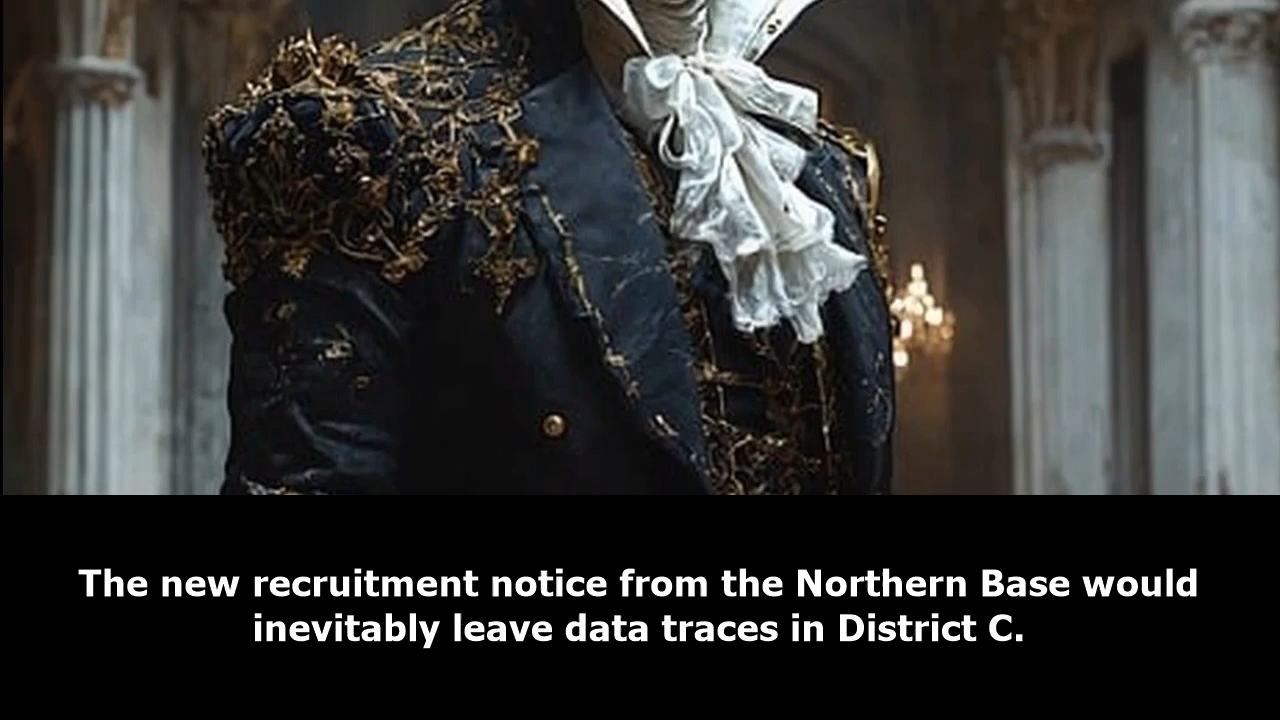 The new recruitment notice from the Northern Base would
inevitably leave data traces in District C.